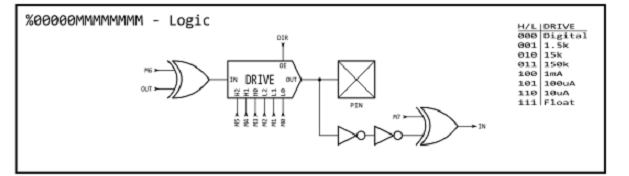 %00000MMMMMMMM - Logic
H/L DRIVE
000 Digital
001 1.5k
010 15k
011 150k
100 1mA
101 100uA
110 10uA
111 Float
DIR
M6
OUT
OE
IN DRIVE OUT
H2 H1 H0 L2 L1 L0
M5 M4 M3 M2 M1 M0
PIN
M7
IN